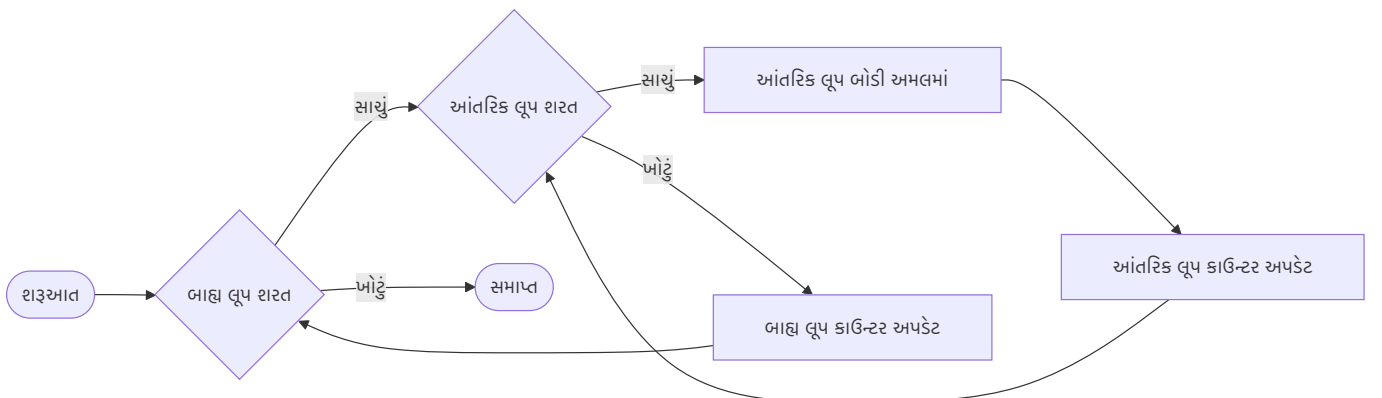 શરૂઆત
બાહ્ય લૂપ શરત
સાચું
ખોટું
સમાપ્ત
આંતરિક લૂપ શરત
સાચું
ખોટું
આંતરિક લૂપ બોડી અમલમાં
આંતરિક લૂપ કાઉન્ટર અપડેટ
બાહ્ય લૂપ કાઉન્ટર અપડેટ